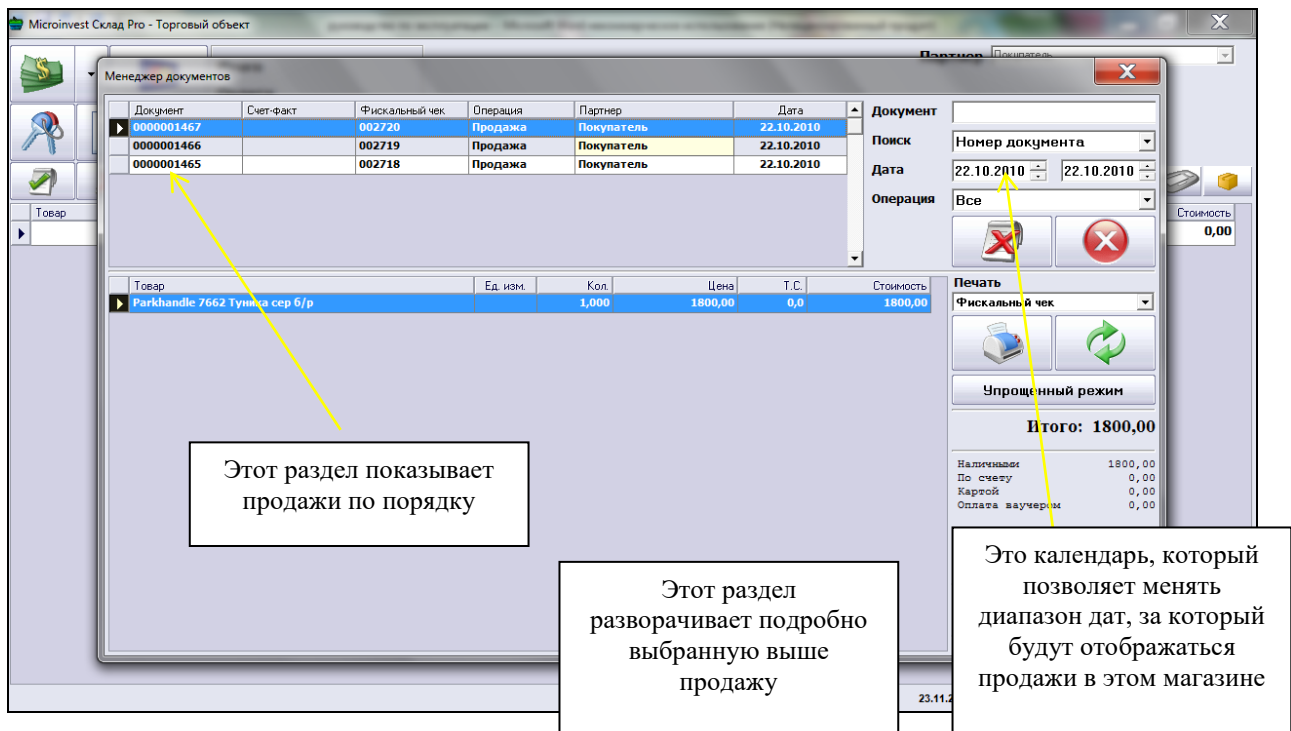 Microinvest Склад Pro - Торговый объект
Партнер Покупатель
Менеджер документов
Документ Счет-факт Фискальный чек Операция Партнер Дата
0000001467 002720 Продажа Покупатель 22.10.2010
0000001466 002719 Продажа Покупатель 22.10.2010
0000001465 002718 Продажа Покупатель 22.10.2010
Документ
Поиск Номер документа
Дата 22.10.2010 22.10.2010
Операция Все
Товар
Стоимость
0,00
Товар Ед. изм. Кол. Цена Т.С. Стоимость
Parkhandle 7662 Туника сер б/р 1,000 1800,00 0,0 1800,00
Печать
Фискальный чек
Упрощенный режим
Итого: 1800,00
Наличными 1800,00
По счету 0,00
Картой 0,00
Оплата ваучером 0,00
Этот раздел показывает
продажи по порядку
Этот раздел
разворачивает подробно
выбранную выше
продажу
Это календарь, который
позволяет менять
диапазон дат, за который
будут отображаться
продажи в этом магазине
23.11.2